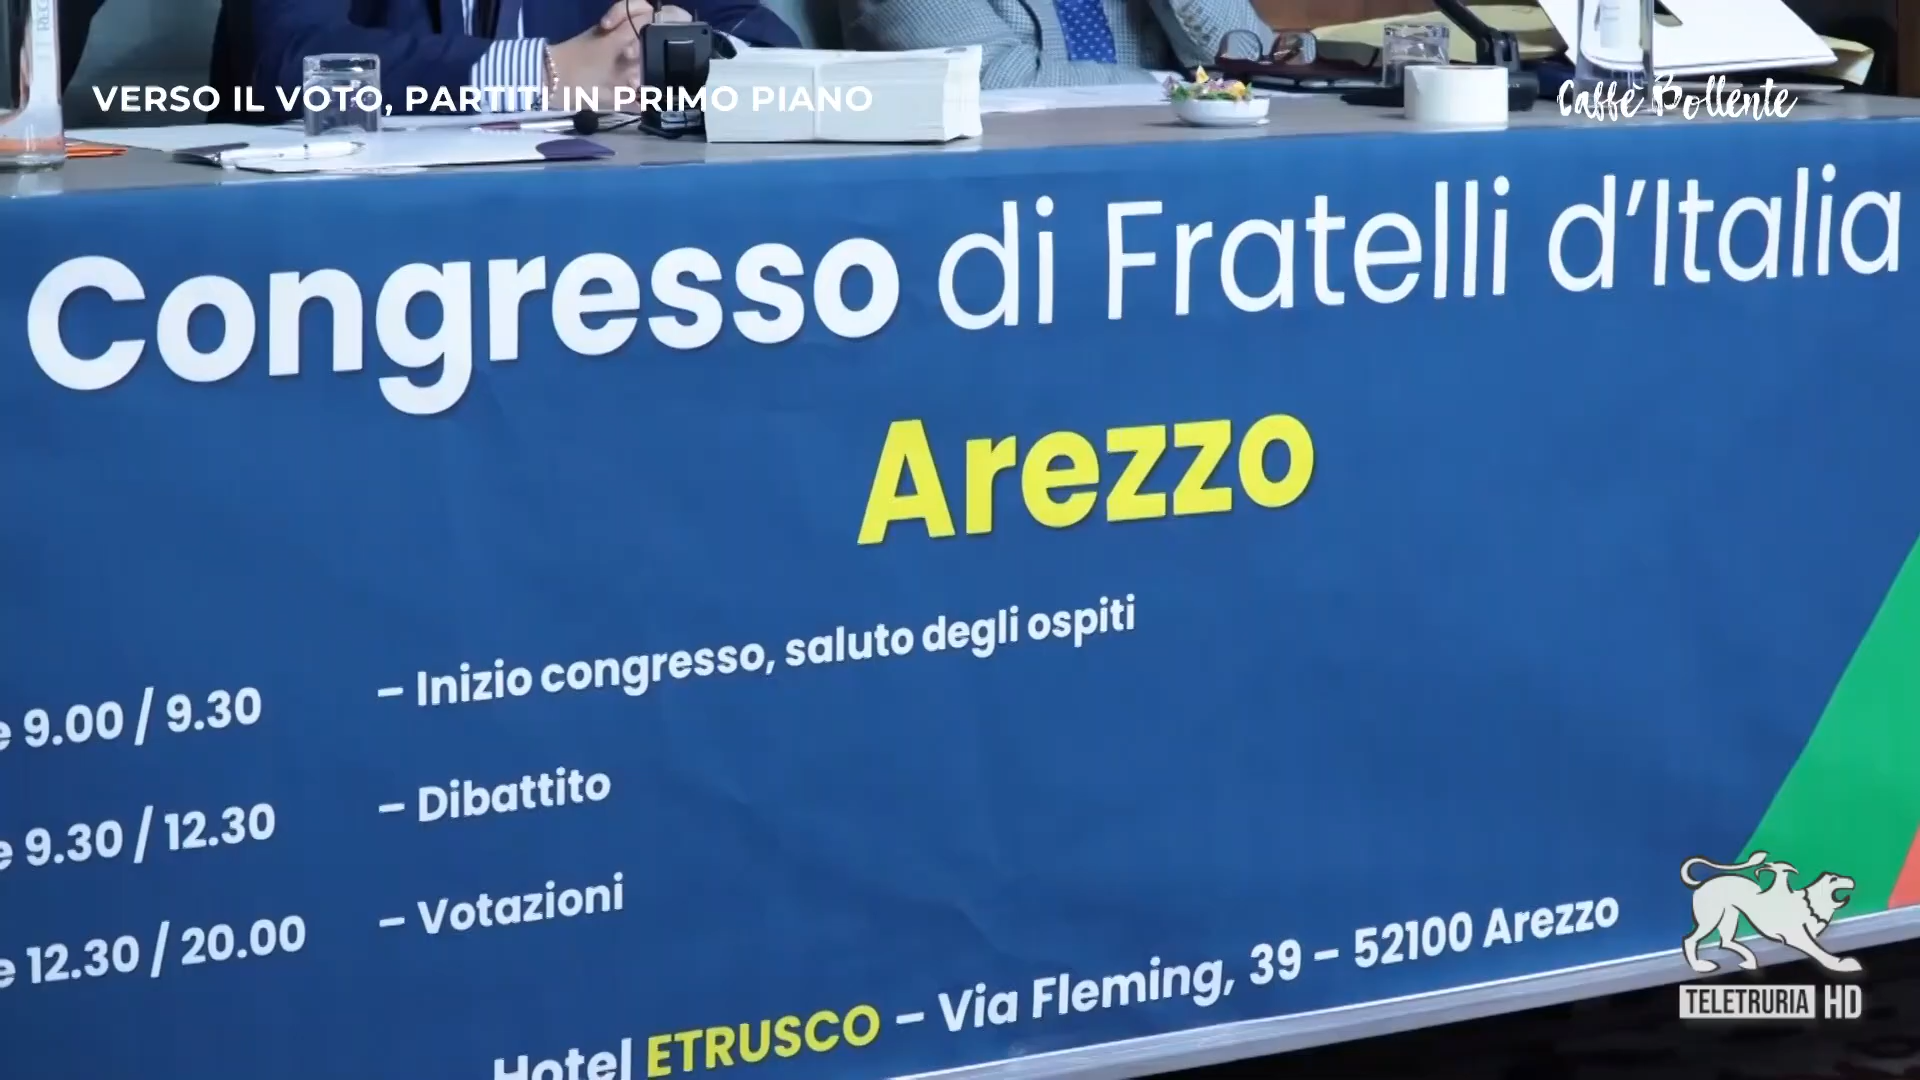 VERSO IL VOTO, PARTITI IN PRIMO PIANO
Caffè Bollente
Congresso di Fratelli d'Italia
Arezzo
e 9.00 / 9.30 – Inizio congresso, saluto degli ospiti
e 9.30 / 12.30 – Dibattito
e 12.30 / 20.00 – Votazioni
Hotel ETRUSCO – Via Fleming, 39 – 52100 Arezzo
TELETRURIA HD